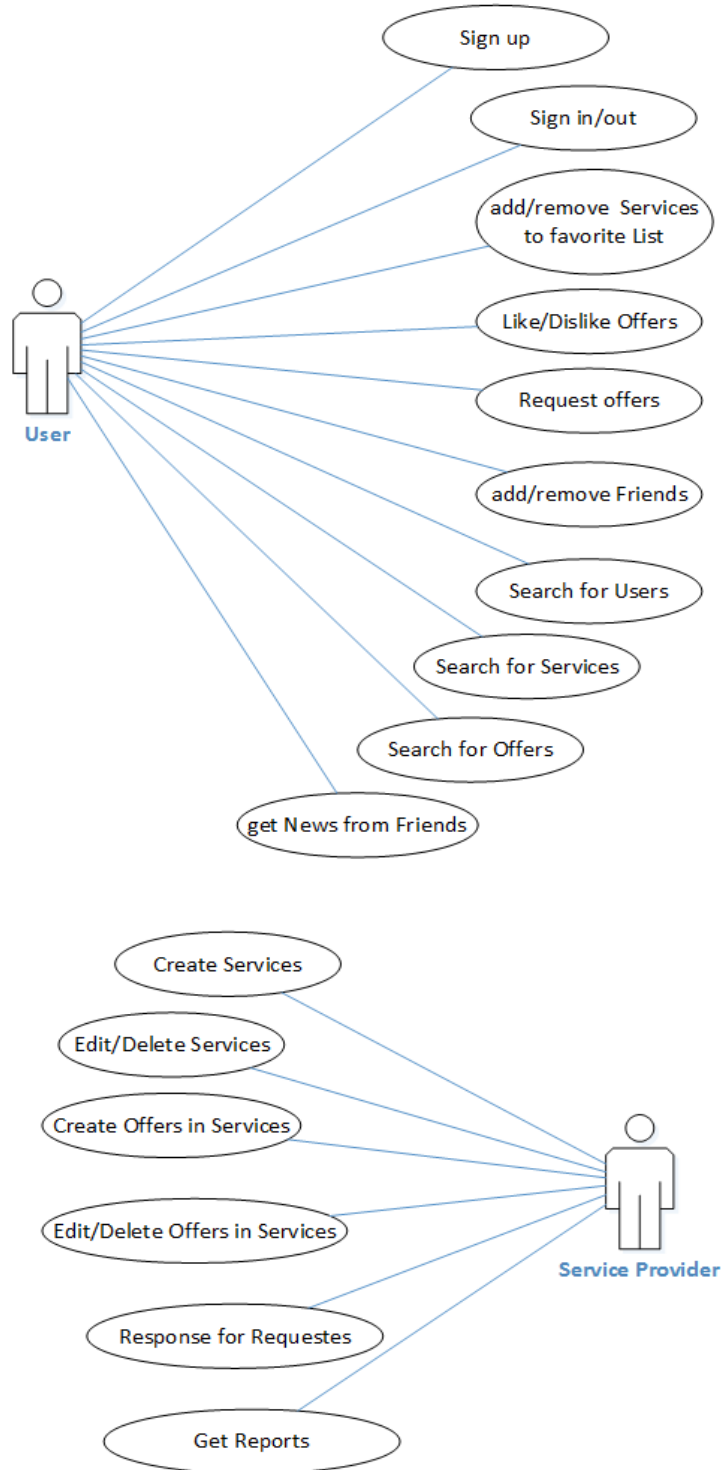 Sign up
Sign in/out
add/remove Services
to favorite List
Like/Dislike Offers
Request offers
User
add/remove Friends
Search for Users
Search for Services
Search for Offers
get News from Friends
Create Services
Edit/Delete Services
Create Offers in Services
Edit/Delete Offers in Services
Service Provider
Response for Requestes
Get Reports